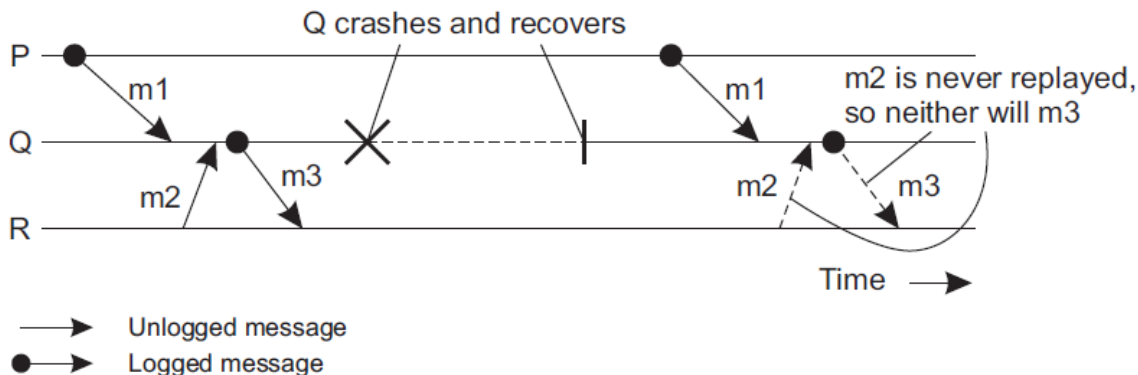 Q crashes and recovers
P
m1
m1
m2 is never replayed,
so neither will m3
Q
m2
m3
m2
m3
R
Time
Unlogged message
Logged message